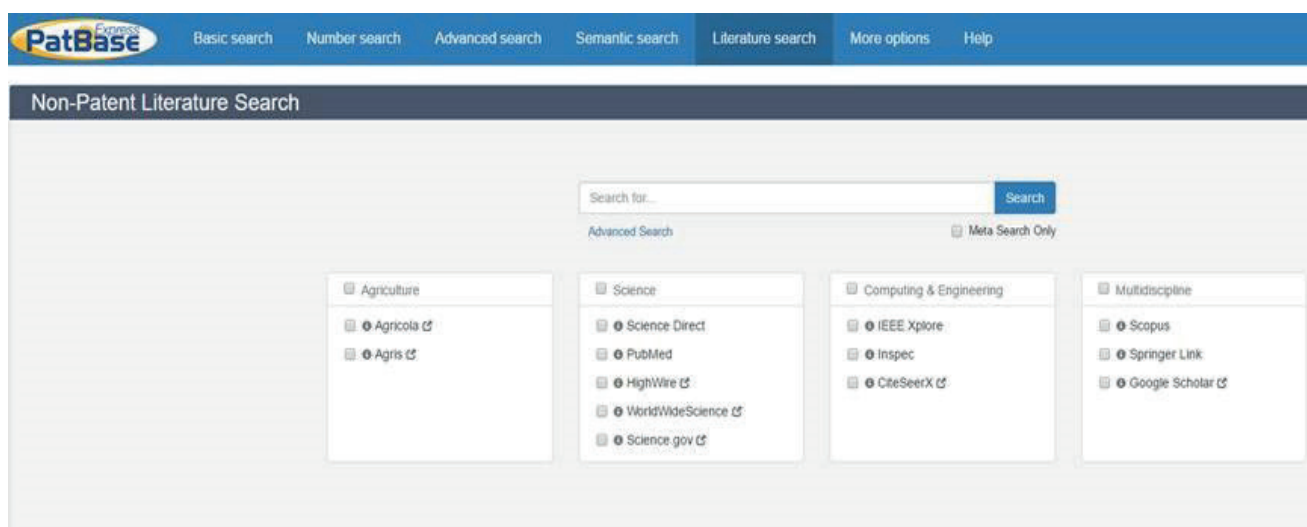 PatBase Express
Basic search Number search Advanced search Semantic search Literature search More options Help
Non-Patent Literature Search
Search for... Search
Advanced Search Meta Search Only
Agriculture
Agricola
Agris
Science
Science Direct
PubMed
HighWire
WorldWideScience
Science.gov
Computing & Engineering
IEEE Xplore
Inspec
CiteSeerX
Multidiscipline
Scopus
Springer Link
Google Scholar